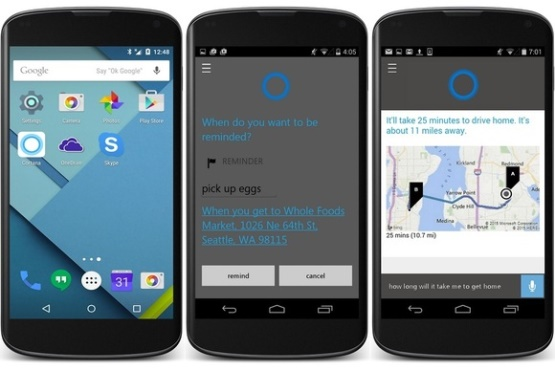 12:48
Google
Say "Ok Google"
Settings
Camera
Photos
Play Store
Cortana
OneDrive
Skype
31
4:05
When do you want to be
reminded?
REMINDER
pick up eggs
When you get to Whole Foods
Market, 1026 Ne 64th St,
Seattle, WA 98115
remind
cancel
7:01
It'll take 25 minutes to drive home. It's
about 11 miles away.
Kirkland
Redmond
A
B
Yarrow Point
Clyde Hill
Medina
Bellevue
25 mins (10.7 mi)
how long will it take me to get home